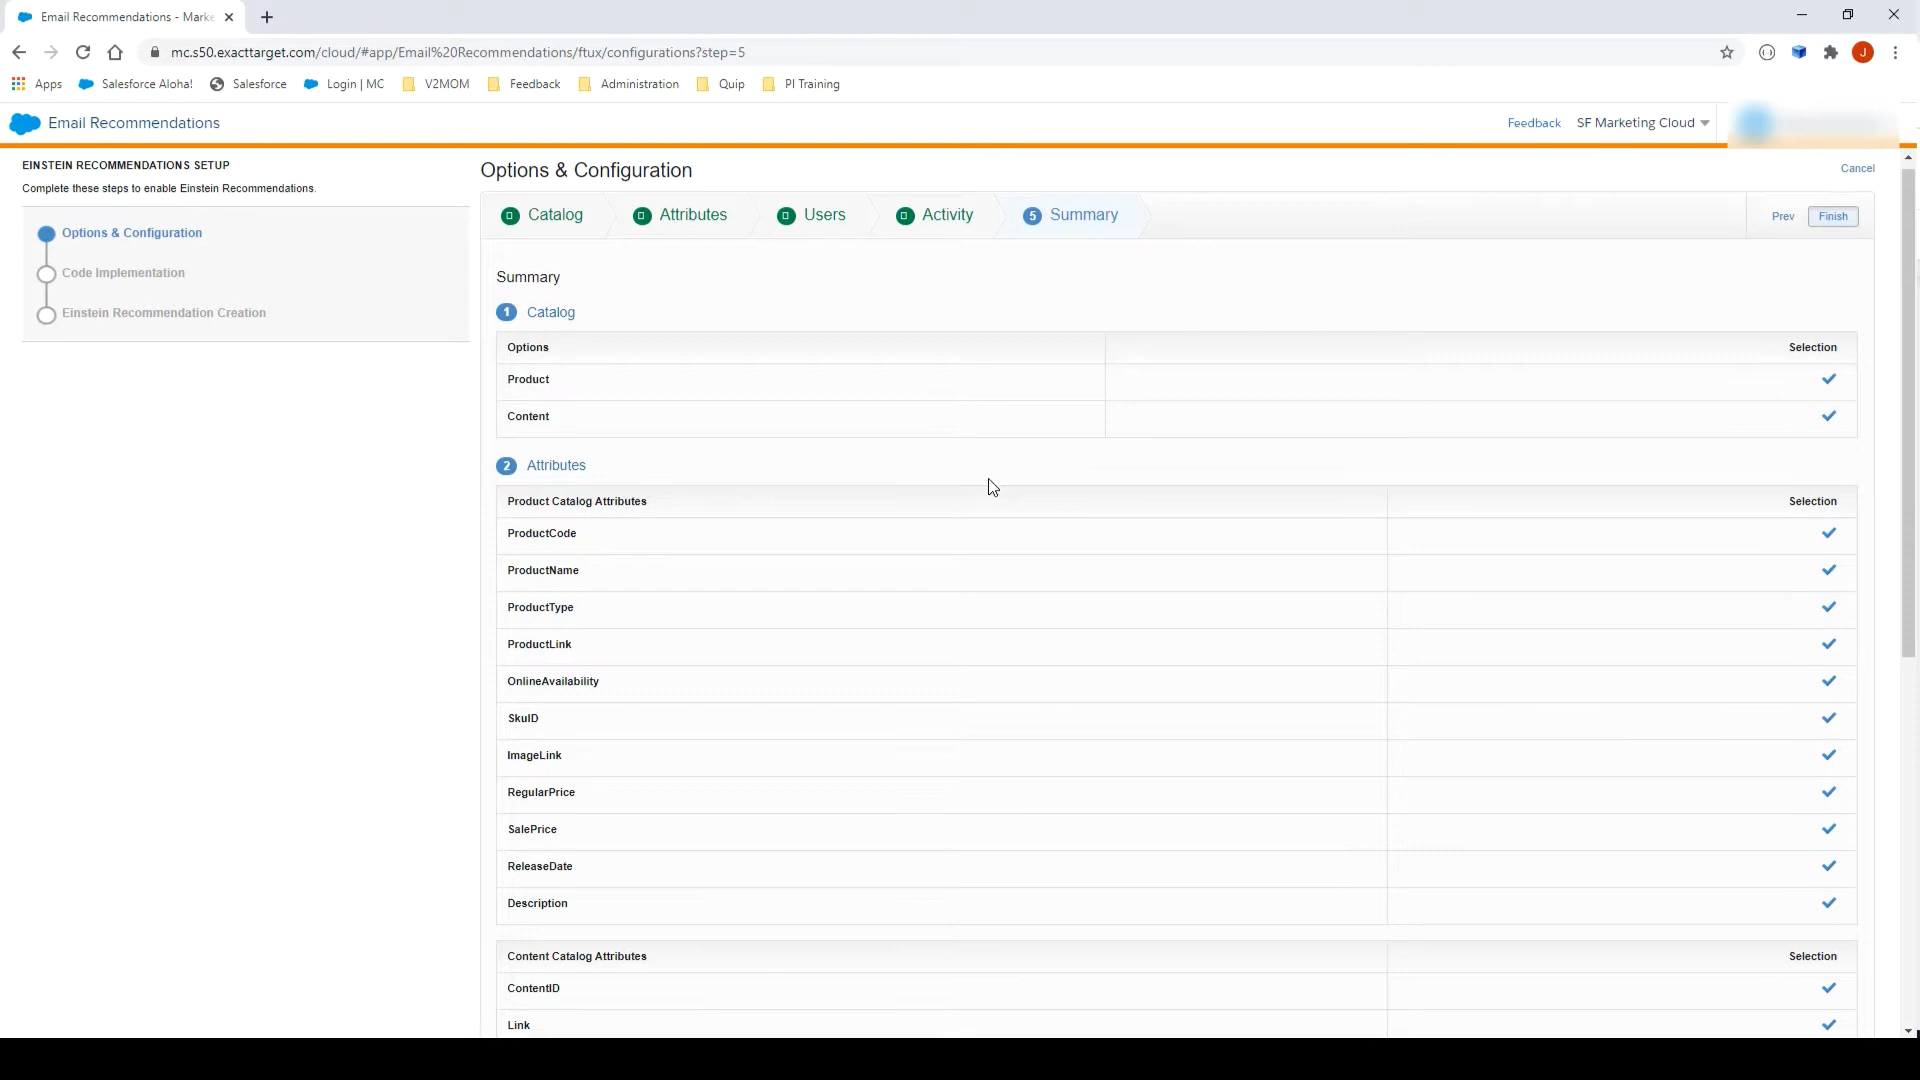 Email Recommendations - Marke
mc.s50.exacttarget.com/cloud/#app/Email%20Recommendations/ftux/configurations?step=5
J
Apps
Salesforce Aloha!
Salesforce
Login | MC
V2MOM
Feedback
Administration
Quip
PI Training
Email Recommendations
Feedback
SF Marketing Cloud
EINSTEIN RECOMMENDATIONS SETUP
Complete these steps to enable Einstein Recommendations.
Options & Configuration
Code Implementation
Einstein Recommendation Creation
Options & Configuration
Cancel
Catalog
Attributes
Users
Activity
5 Summary
Prev
Finish
Summary
1 Catalog
Options Selection
Product
Content
2 Attributes
Product Catalog Attributes Selection
ProductCode
ProductName
ProductType
ProductLink
OnlineAvailability
SkuID
ImageLink
RegularPrice
SalePrice
ReleaseDate
Description
Content Catalog Attributes Selection
ContentID
Link